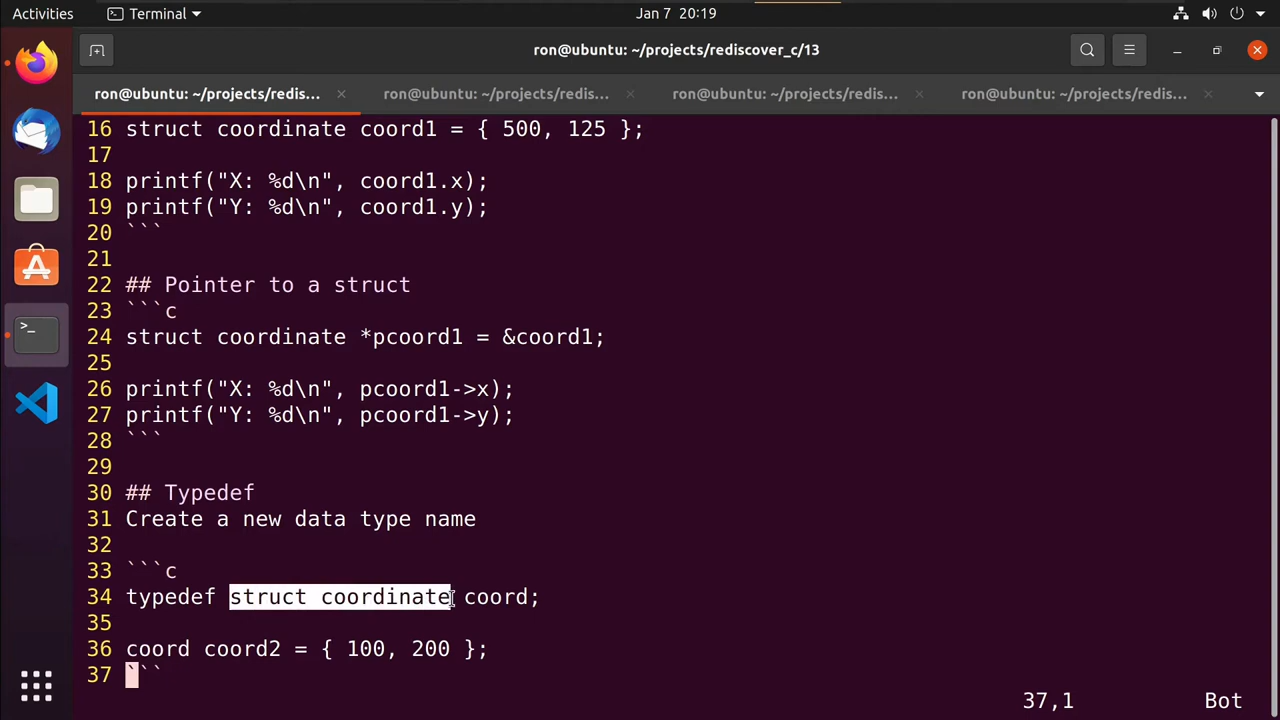 Activities
Terminal
Jan 7 20:19
ron@ubuntu: ~/projects/rediscover_c/13
ron@ubuntu: ~/projects/redis...
ron@ubuntu: ~/projects/redis...
ron@ubuntu: ~/projects/redis...
ron@ubuntu: ~/projects/redis...
16 struct coordinate coord1 = { 500, 125 };
17
18 printf("X: %d\n", coord1.x);
19 printf("Y: %d\n", coord1.y);
20 ```
21
22 ## Pointer to a struct
23 ```c
24 struct coordinate *pcoord1 = &coord1;
25
26 printf("X: %d\n", pcoord1->x);
27 printf("Y: %d\n", pcoord1->y);
28 ```
29
30 ## Typedef
31 Create a new data type name
32
33 ```c
34 typedef struct coordinate coord;
35
36 coord coord2 = { 100, 200 };
37 ```
37,1 Bot